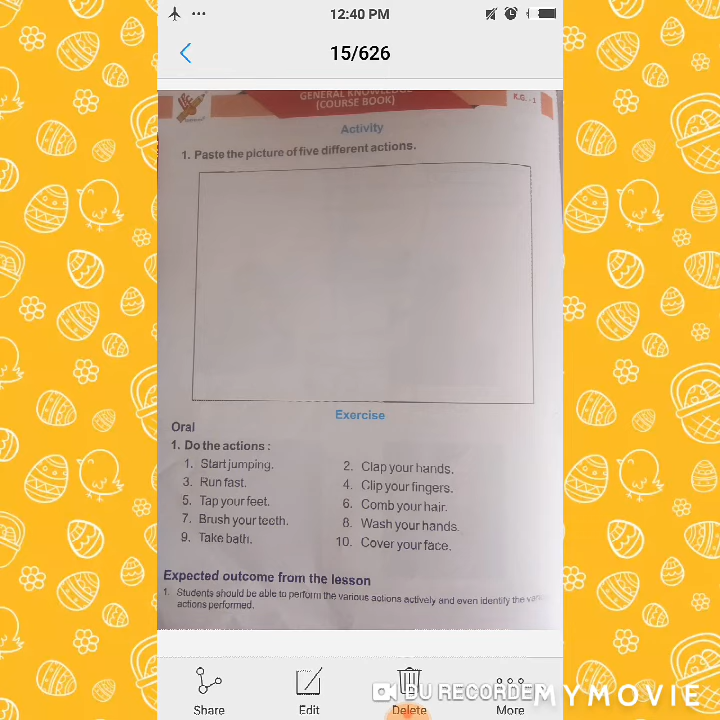 12:40 PM
15/626
GENERAL KNOWLEDGE
(COURSE BOOK)
K.G. - 1
Activity
1. Paste the picture of five different actions.
Exercise
Oral
1. Do the actions :
1. Start jumping.
2. Clap your hands.
3. Run fast.
4. Clip your fingers.
5. Tap your feet.
6. Comb your hair.
7. Brush your teeth.
8. Wash your hands.
9. Take bath.
10. Cover your face.
Expected outcome from the lesson
1. Students should be able to perform the various actions actively and even identify the
actions performed.
Share
Edit
Delete
More
DU RECORDER
MYMOVIE